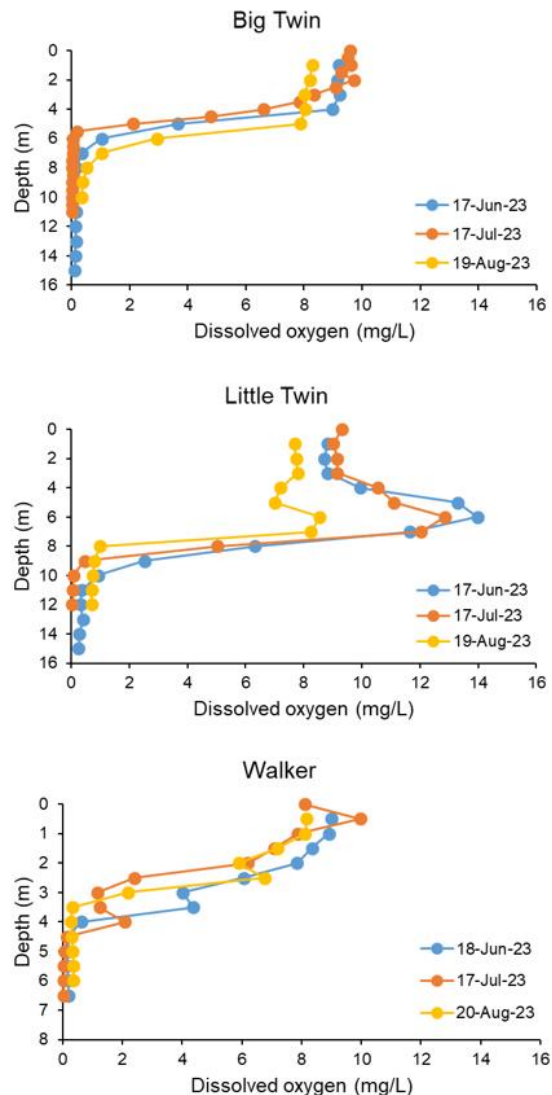 Big Twin
0
2
4
6
8
10
12
14
16
Depth (m)
17-Jun-23
17-Jul-23
19-Aug-23
0 2 4 6 8 10 12 14 16
Dissolved oxygen (mg/L)
Little Twin
0
2
4
6
8
10
12
14
16
Depth (m)
17-Jun-23
17-Jul-23
19-Aug-23
0 2 4 6 8 10 12 14 16
Dissolved oxygen (mg/L)
Walker
0
1
2
3
4
5
6
7
8
Depth (m)
18-Jun-23
17-Jul-23
20-Aug-23
0 2 4 6 8 10 12 14 16
Dissolved oxygen (mg/L)